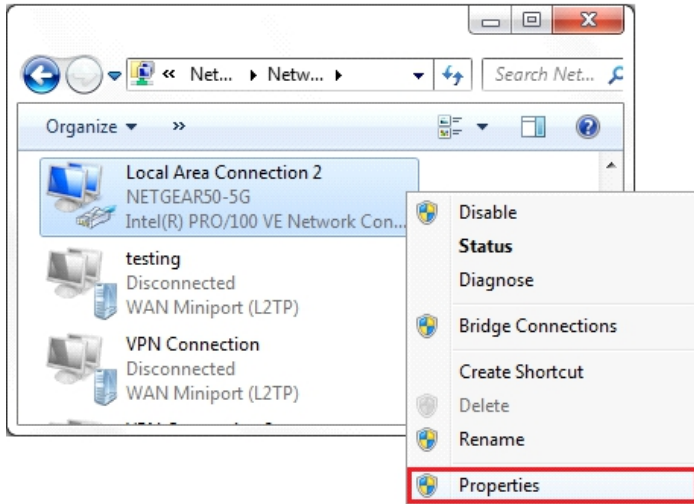 « Net... ▸ Netw... ▸
Search Net...
Organize ▾ »
Local Area Connection 2
NETGEAR50-5G
Intel(R) PRO/100 VE Network Con...
testing
Disconnected
WAN Miniport (L2TP)
VPN Connection
Disconnected
WAN Miniport (L2TP)
Disable
Status
Diagnose
Bridge Connections
Create Shortcut
Delete
Rename
Properties